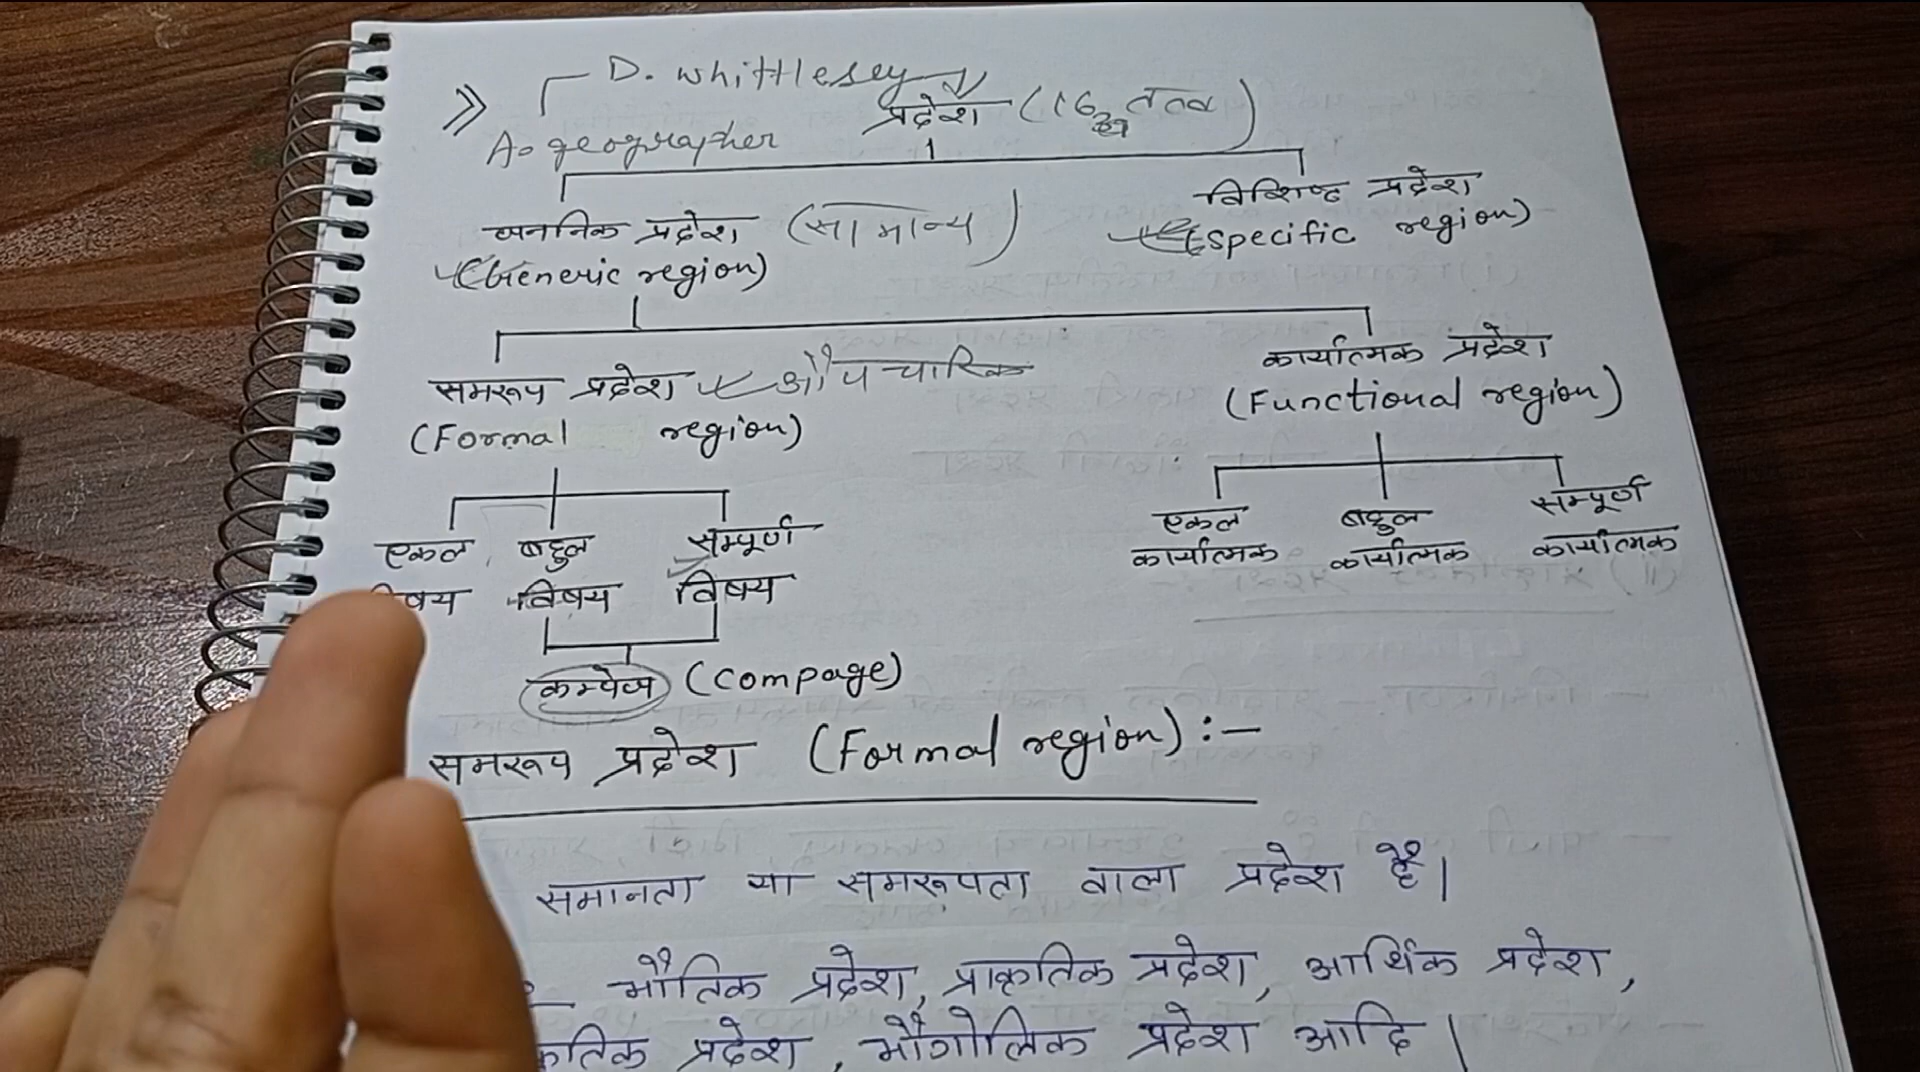 D. Whittlesey
A. geographer
प्रदेश (16 तत्व)
जननिक प्रदेश (सामान्य)
(Generic region)
विशिष्ट प्रदेश
(Specific region)
समरूप प्रदेश औपचारिक
(Formal region)
कार्यात्मक प्रदेश
(Functional region)
एकल बहुल सम्पूर्ण
विषय विषय
एकल बहुल सम्पूर्ण
कार्यात्मक कार्यात्मक कार्यात्मक
कम्पेज (Compage)
समरूप प्रदेश (Formal region) :-
समानता या समरूपता वाला प्रदेश है।
भौतिक प्रदेश, प्राकृतिक प्रदेश, आर्थिक प्रदेश,
प्रदेश, भौगोलिक प्रदेश आदि।